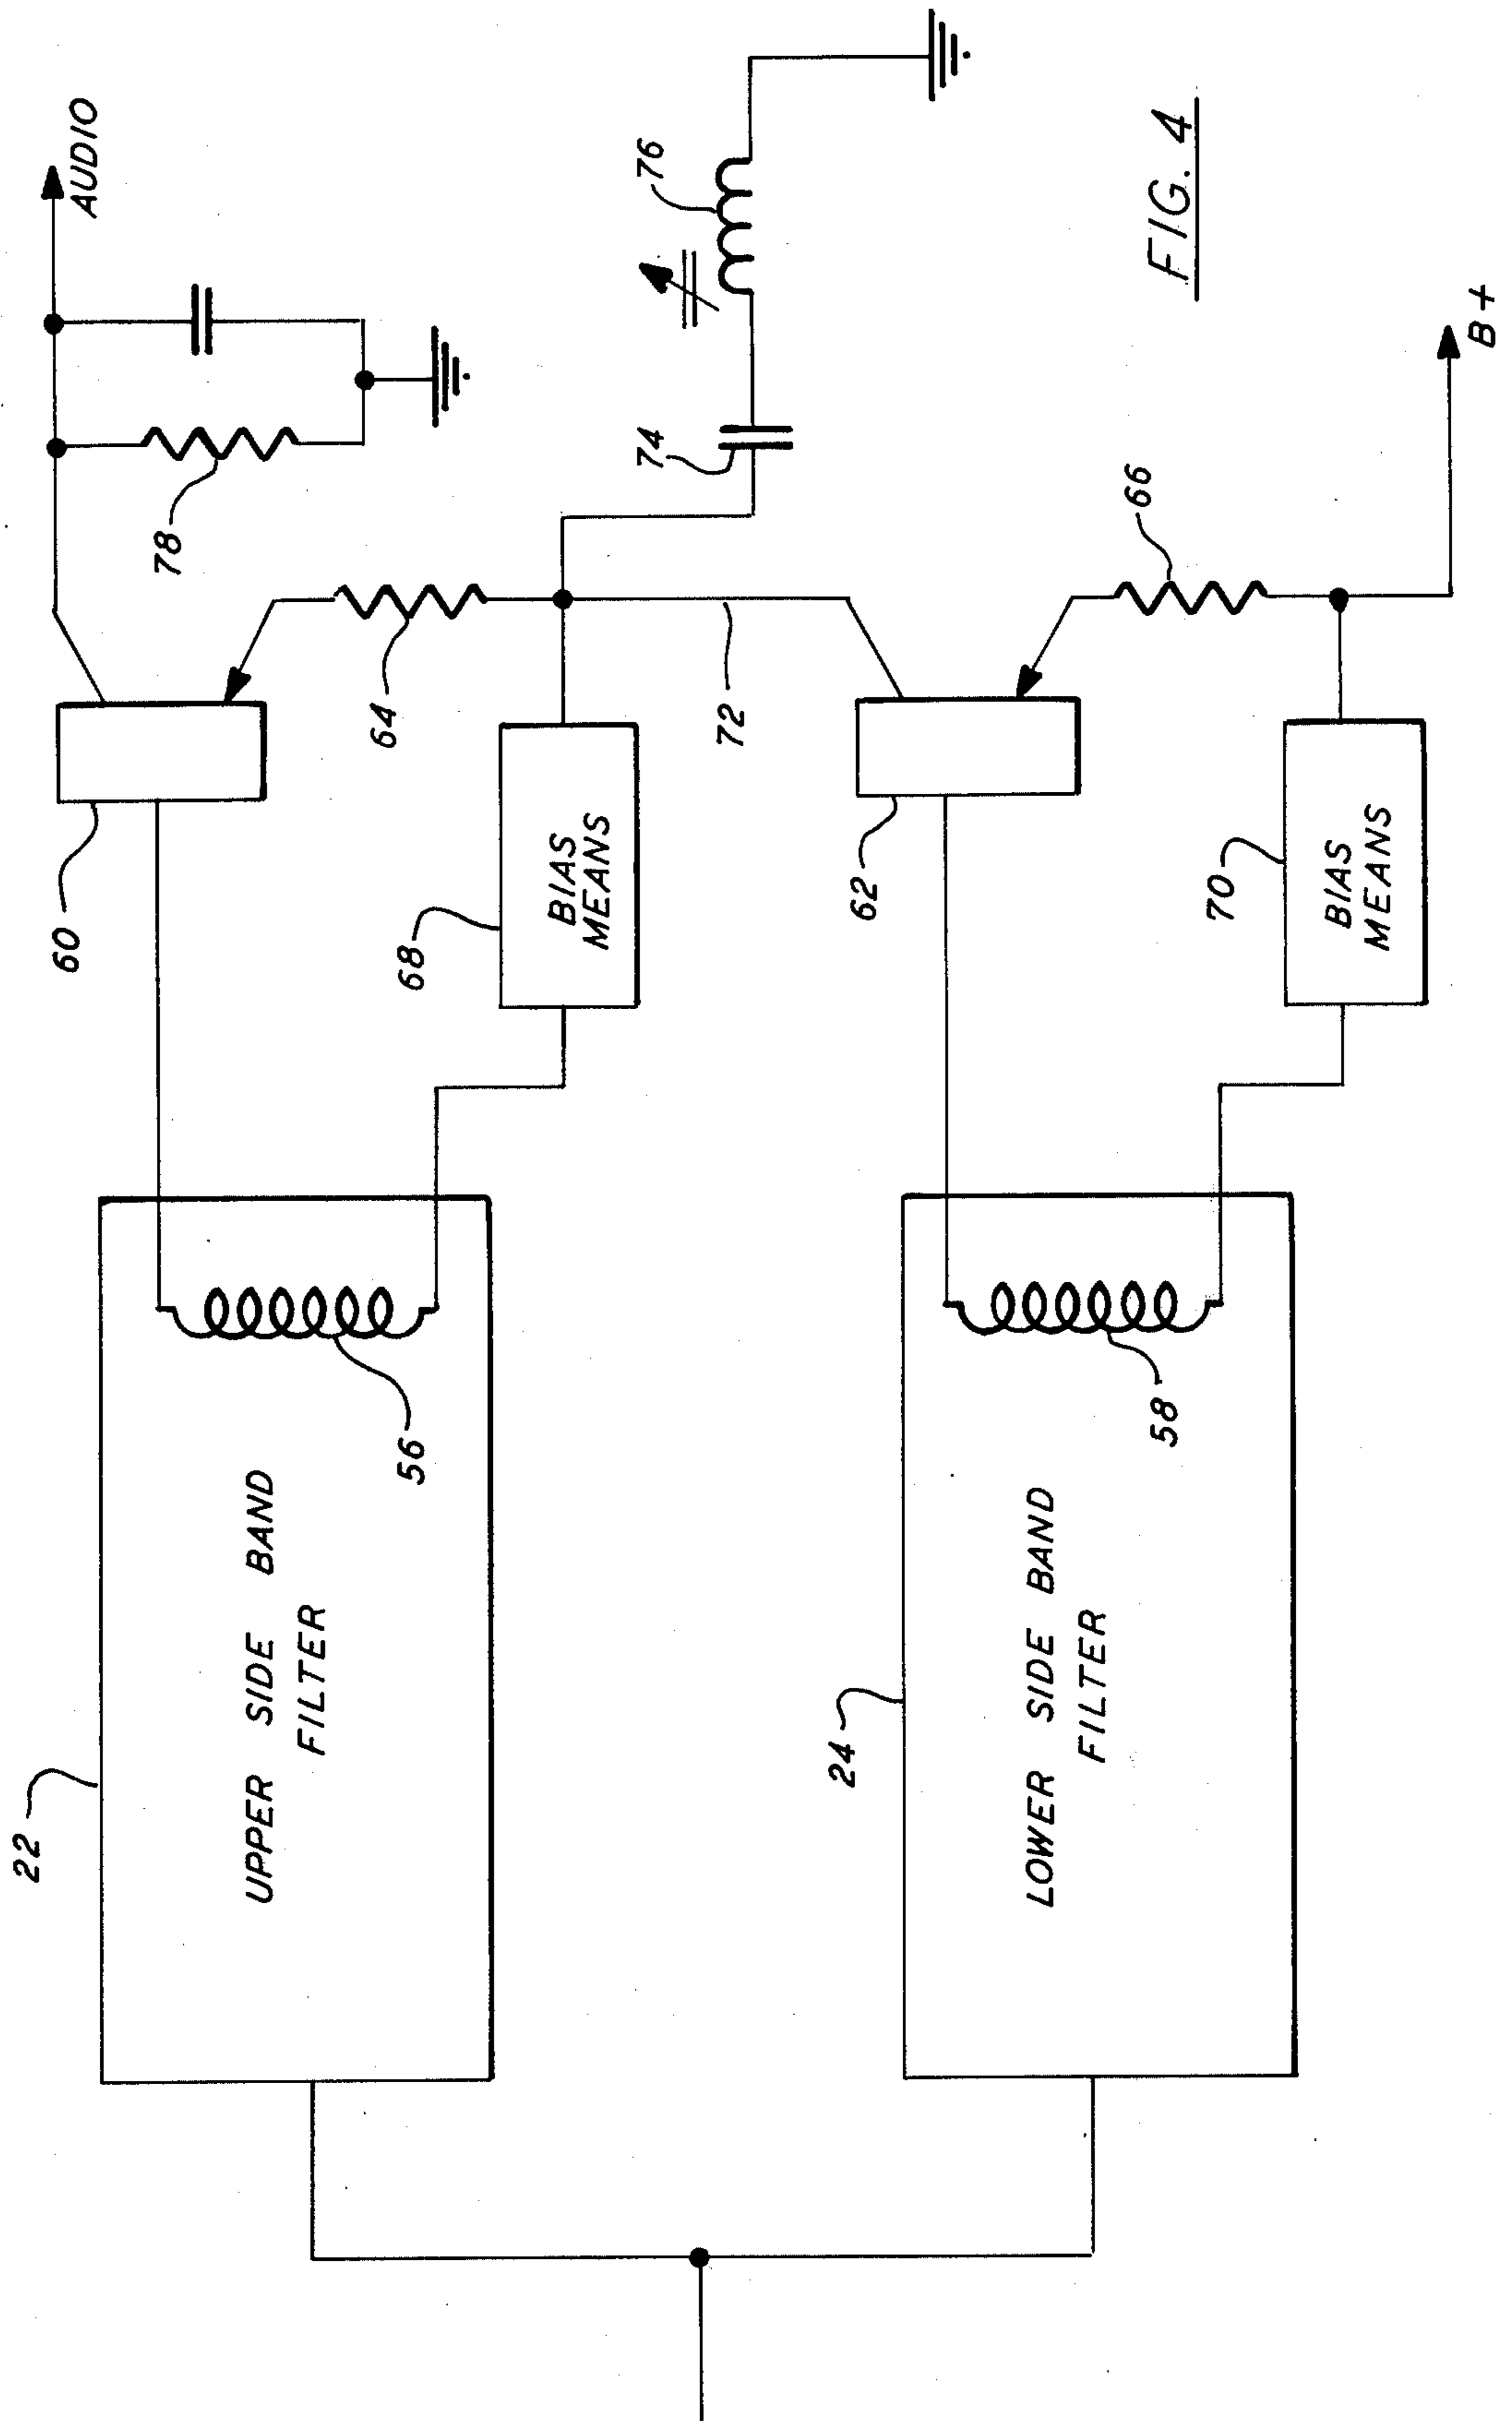 22
UPPER SIDE BAND
FILTER
56
60
68
BIAS
MEANS
64
78
AUDIO
72
74
76
24
LOWER SIDE BAND
FILTER
58
62
70
BIAS
MEANS
66
B+
FIG. 4